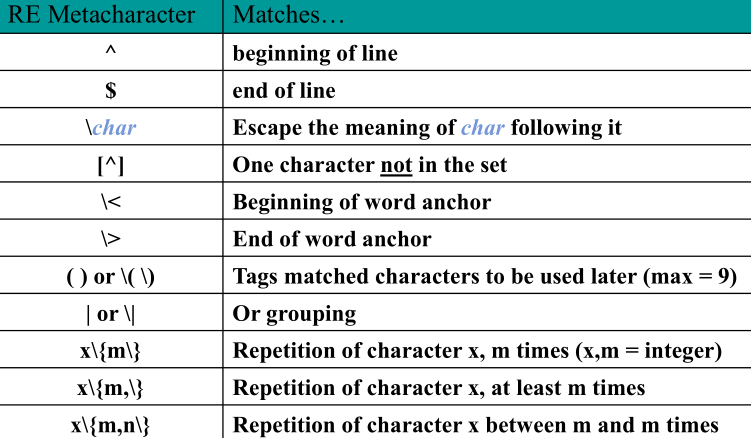 RE Metacharacter Matches…
^ beginning of line
$ end of line
\char Escape the meaning of char following it
[^] One character not in the set
\< Beginning of word anchor
\> End of word anchor
( ) or \( \) Tags matched characters to be used later (max = 9)
| or \| Or grouping
x\{m\} Repetition of character x, m times (x,m = integer)
x\{m,\} Repetition of character x, at least m times
x\{m,n\} Repetition of character x between m and m times